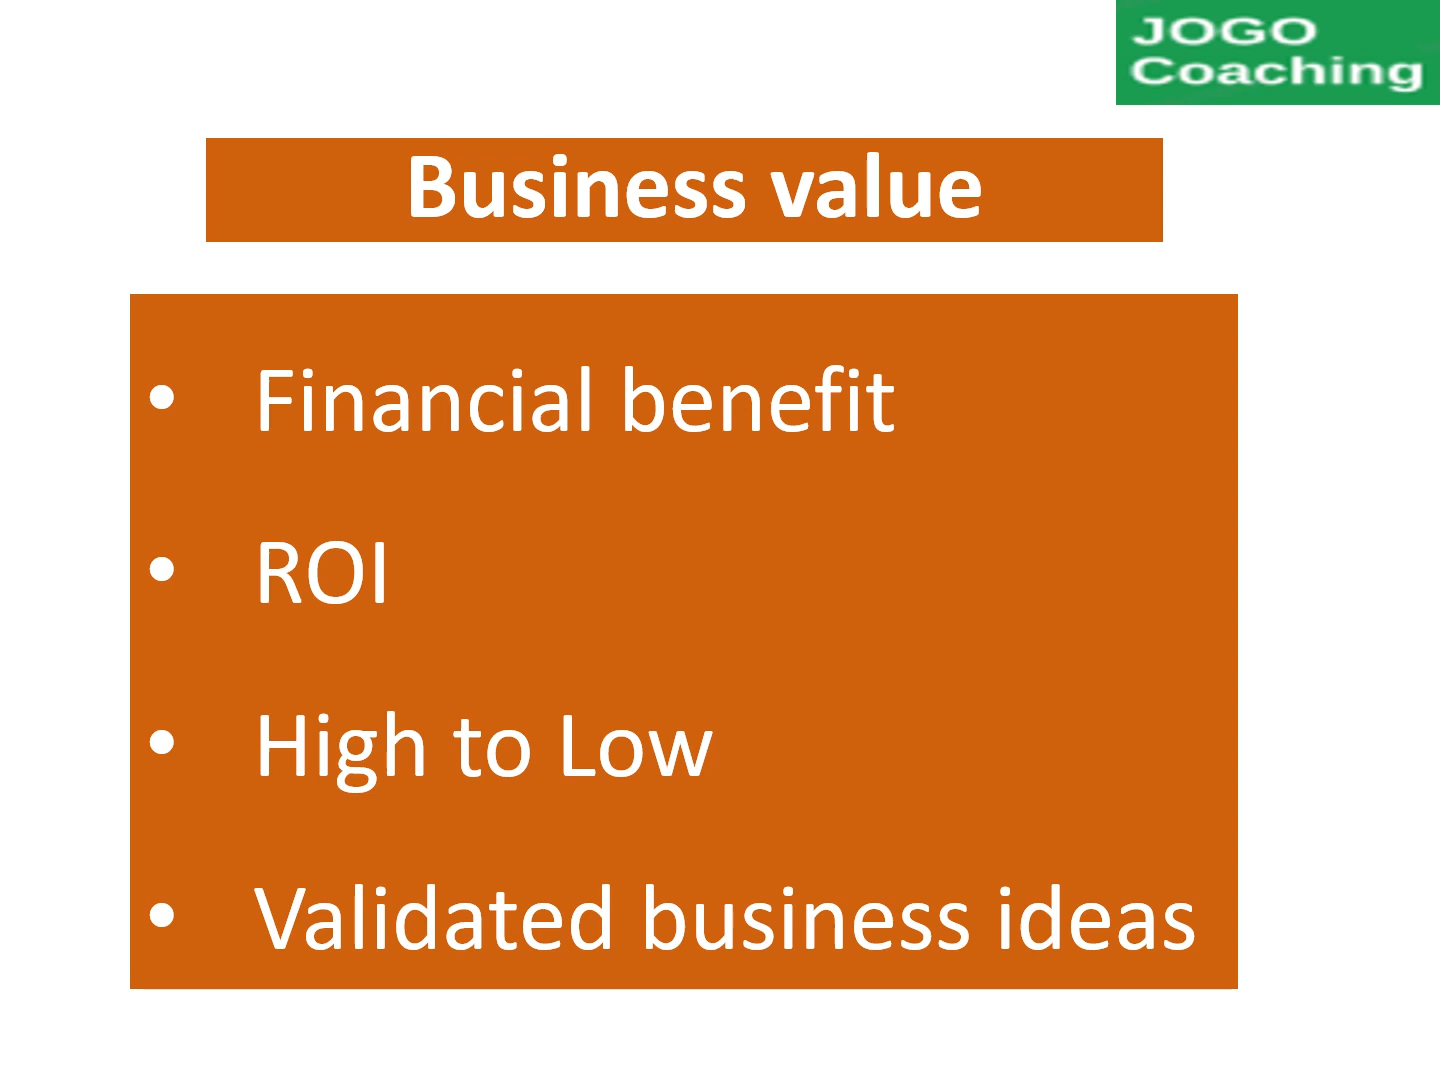 JOGO
Coaching
Business value
• Financial benefit
• ROI
• High to Low
• Validated business ideas